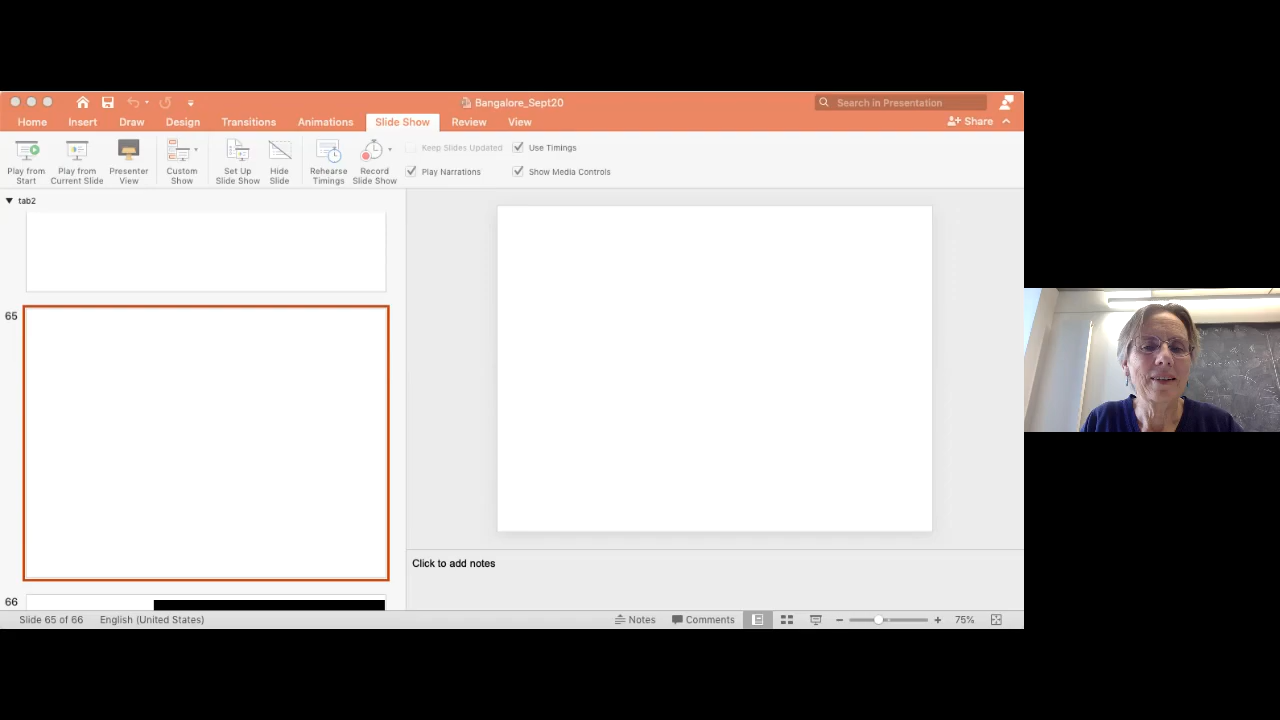 Bangalore_Sept20
Search in Presentation
Home Insert Draw Design Transitions Animations Slide Show Review View Share
Play from Start
Play from Current Slide
Presenter View
Custom Show
Set Up Slide Show
Hide Slide
Rehearse Timings
Record Slide Show
Keep Slides Updated
Use Timings
Play Narrations
Show Media Controls
tab2
65
66
Click to add notes
Slide 65 of 66 English (United States) Notes Comments 75%